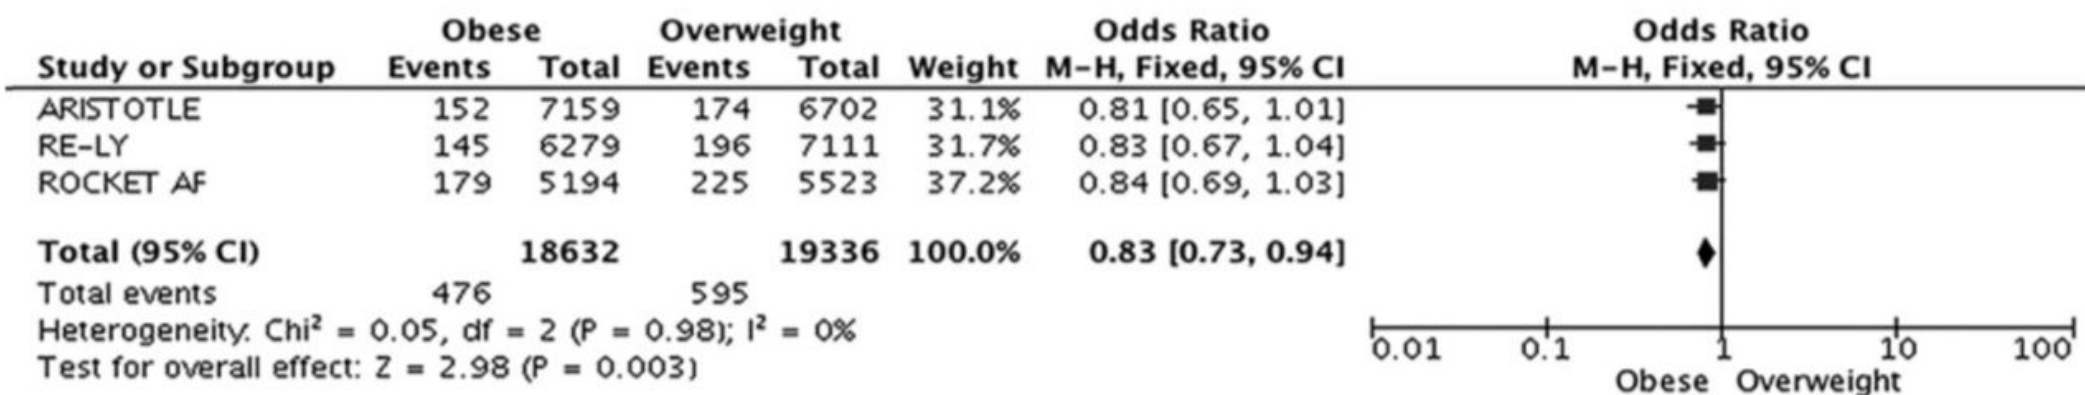 Obese Overweight Odds Ratio Odds Ratio
Study or Subgroup Events Total Events Total Weight M-H, Fixed, 95% CI M-H, Fixed, 95% CI
ARISTOTLE 152 7159 174 6702 31.1% 0.81 [0.65, 1.01]
RE-LY 145 6279 196 7111 31.7% 0.83 [0.67, 1.04]
ROCKET AF 179 5194 225 5523 37.2% 0.84 [0.69, 1.03]
Total (95% CI) 18632 19336 100.0% 0.83 [0.73, 0.94]
Total events 476 595
Heterogeneity: Chi² = 0.05, df = 2 (P = 0.98); I² = 0%
Test for overall effect: Z = 2.98 (P = 0.003)
0.01 0.1 1 10 100
Obese Overweight